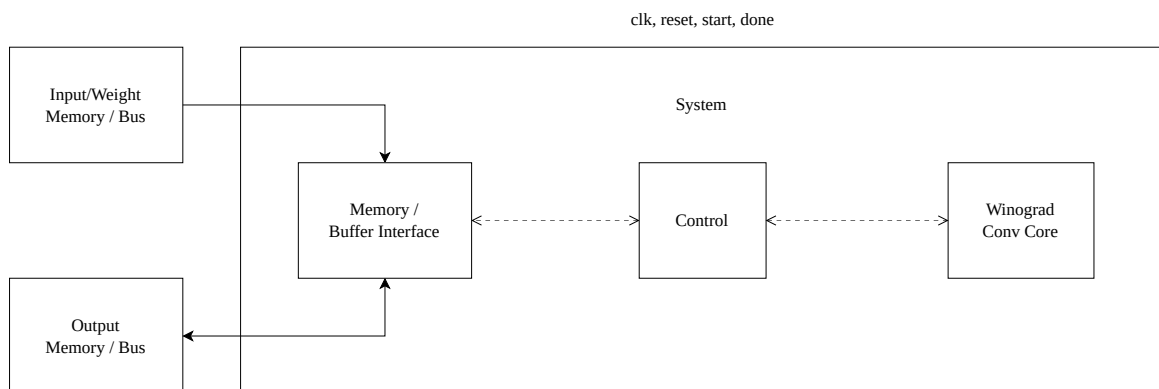 clk, reset, start, done
Input/Weight
Memory / Bus
System
Memory /
Buffer Interface
Control
Winograd
Conv Core
Output
Memory / Bus